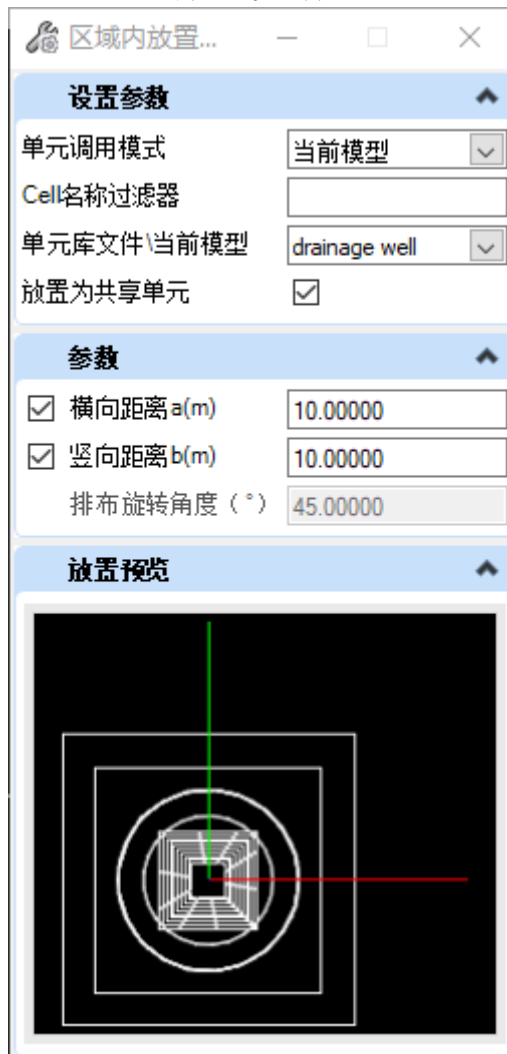 区域内放置...
设置参数
单元调用模式 当前模型
Cell名称过滤器
单元库文件\当前模型 drainage well
放置为共享单元
参数
横向距离a(m) 10.00000
竖向距离b(m) 10.00000
排布旋转角度（°） 45.00000
放置预览